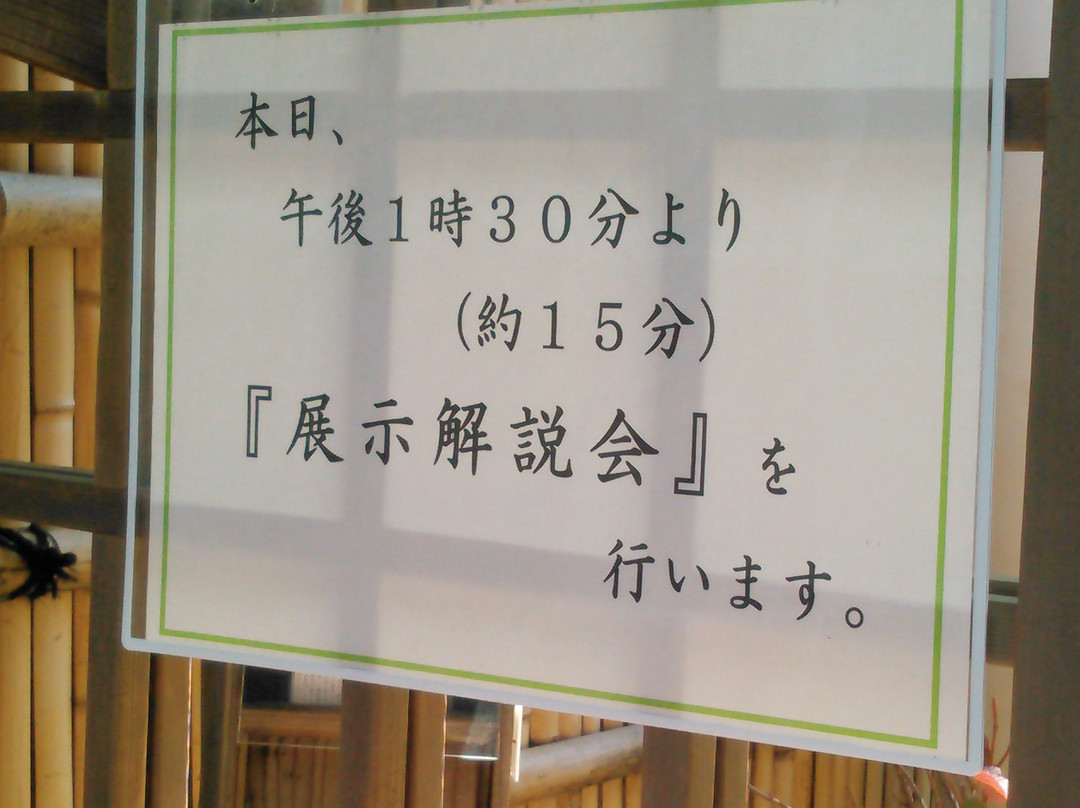 本日、
午後１時３０分より
(約１５分)
『展示解説会』を
行います。